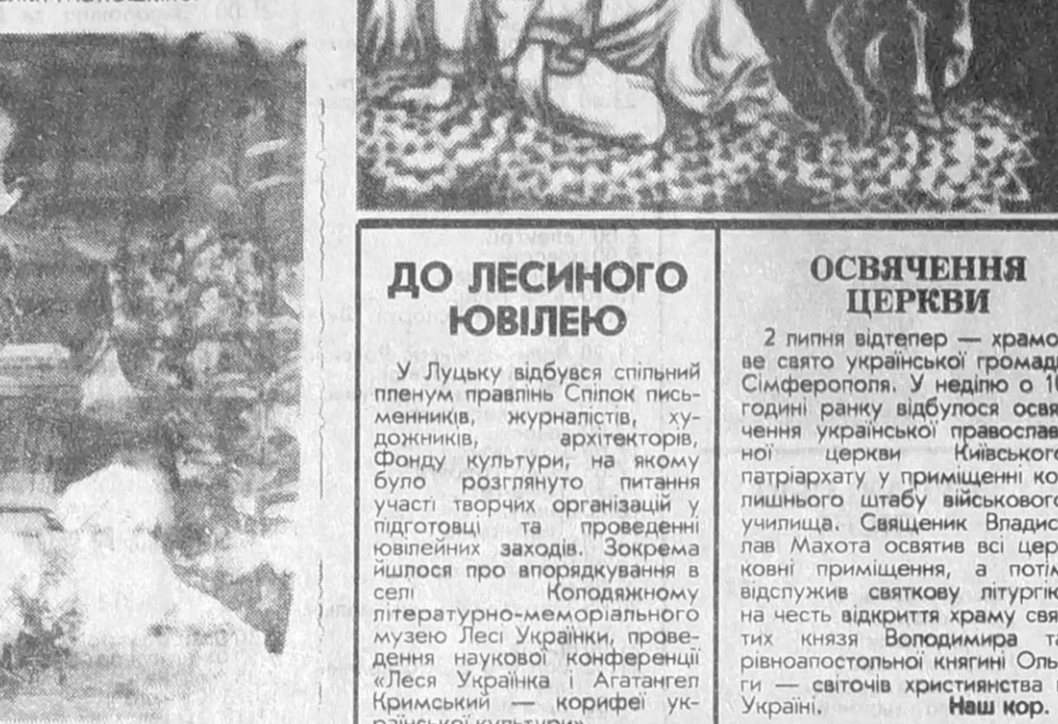 ДО ЛЕСИНОГО
ЮВІЛЕЮ
У Луцьку відбувся спільний
пленум правлінь Спілок пись-
менників, журналістів, ху-
дожників, архітекторів,
Фонду культури, на якому
було розглянуто питання
участі творчих організацій у
підготовці та проведенні
ювілейних заходів. Зокрема
йшлося про впорядкування в
селі Колодяжному
літературно-меморіального
музею Лесі Українки, прове-
дення наукової конференції
«Леся Українка і Агатангел
Кримський — корифеї ук-
раїнської культури»
ОСВЯЧЕННЯ
ЦЕРКВИ
2 липня відтепер — храмо
ве свято української громад
Сімферополя. У неділю о 1
годині ранку відбулося освя
чення української православ
ної церкви Київського
патріархату у приміщенні ко
лишнього штабу військового
училища. Священик Владис
лав Махота освятив всі цер
ковні приміщення, а потім
відслужив святкову літургік
на честь відкриття храму свя
тих князя Володимира та
рівноапостольної княгині Оль
ги — світочів християнства
Україні. Наш кор.